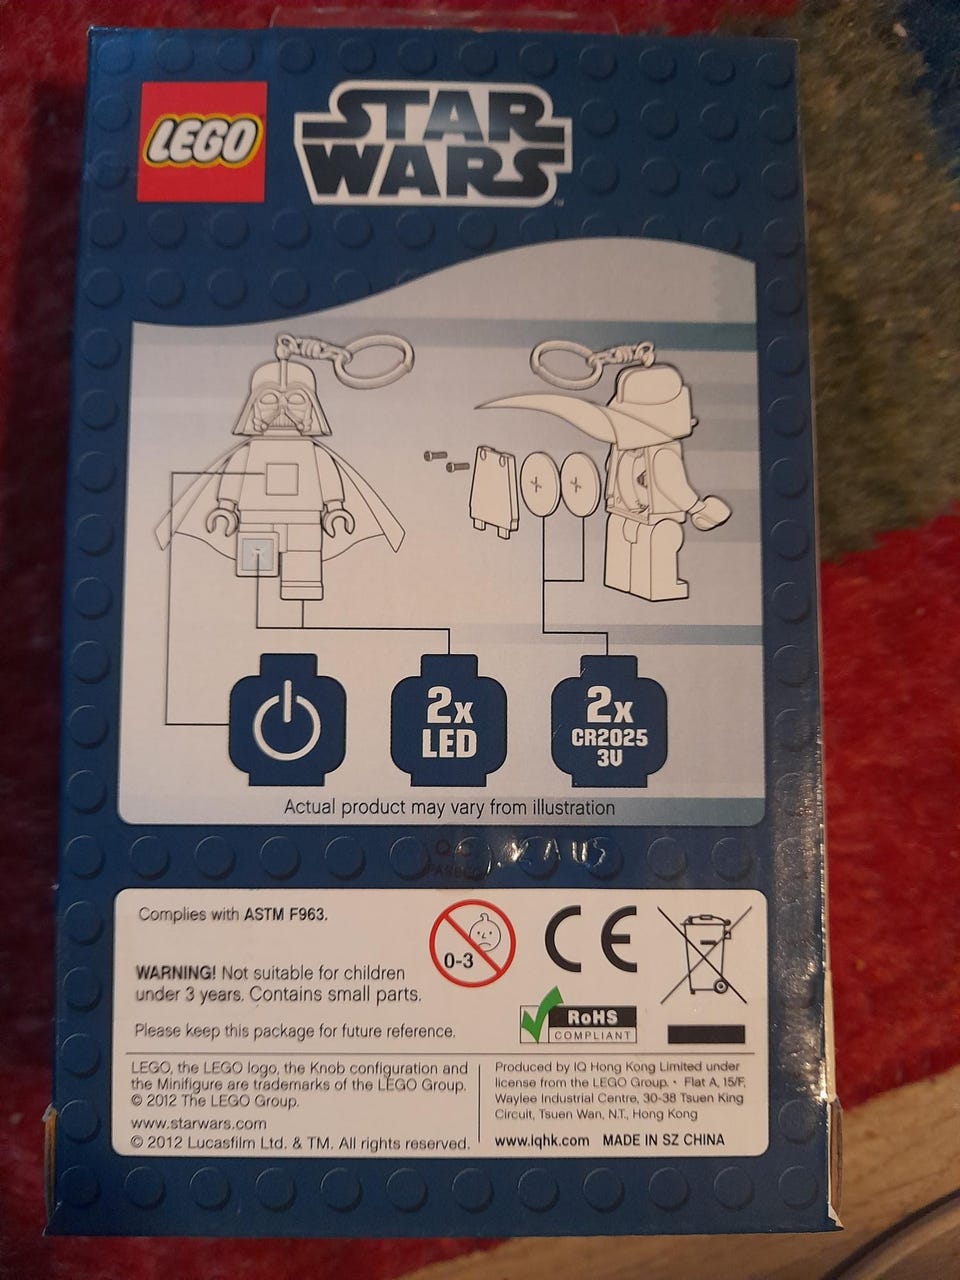 LEGO
STAR
WARS
™
2x
LED
2x
CR2025
3V
Actual product may vary from illustration
Q.C
PASSED
Complies with ASTM F963.
0-3
CE
WARNING! Not suitable for children
under 3 years. Contains small parts.
RoHS
COMPLIANT
Please keep this package for future reference.
LEGO, the LEGO logo, the Knob configuration and
the Minifigure are trademarks of the LEGO Group.
© 2012 The LEGO Group.
www.starwars.com
© 2012 Lucasfilm Ltd. & TM. All rights reserved.
Produced by IQ Hong Kong Limited under
license from the LEGO Group. • Flat A, 15/F,
Waylee Industrial Centre, 30-38 Tsuen King
Circuit, Tsuen Wan, N.T., Hong Kong
www.iqhk.com MADE IN SZ CHINA